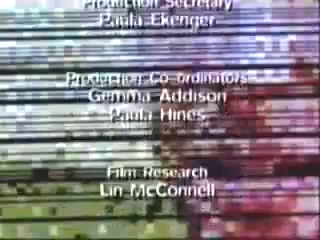 Production Secretary
Paula Ekenger
Production Co-ordinators
Gemma Addison
Paula Hines
Film Research
Lin McConnell